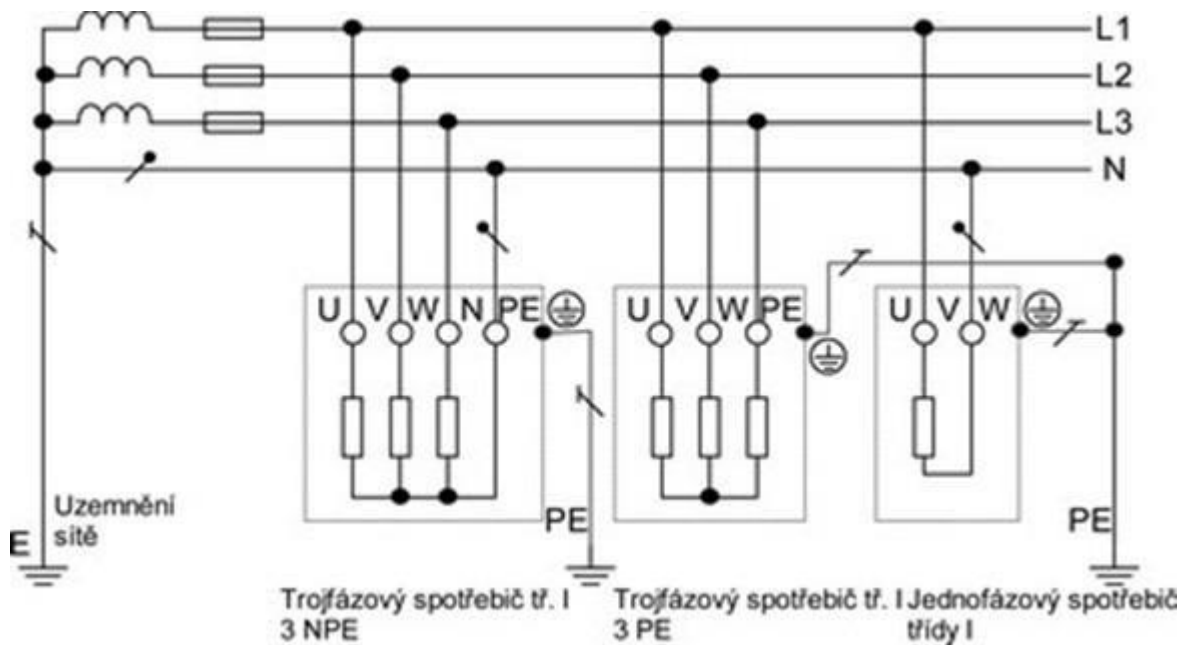 L1
L2
L3
N
U V W N PE
U V W PE
U V W
Uzemnění
sítě
E
PE
PE
Trojfázový spotřebič tř. I
3 NPE
Trojfázový spotřebič tř. I
3 PE
Jednofázový spotřebič
třídy I